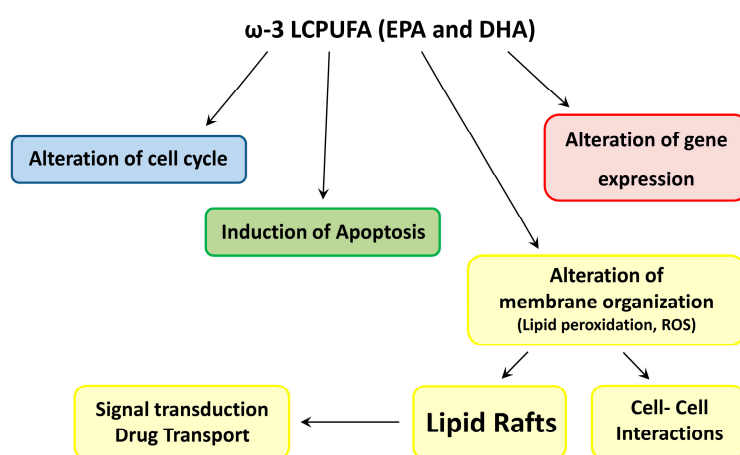 ω-3 LCPUFA (EPA and DHA)
Alteration of cell cycle
Alteration of gene
expression
Induction of Apoptosis
Alteration of
membrane organization
(Lipid peroxidation, ROS)
Signal transduction
Drug Transport
Lipid Rafts
Cell- Cell
Interactions